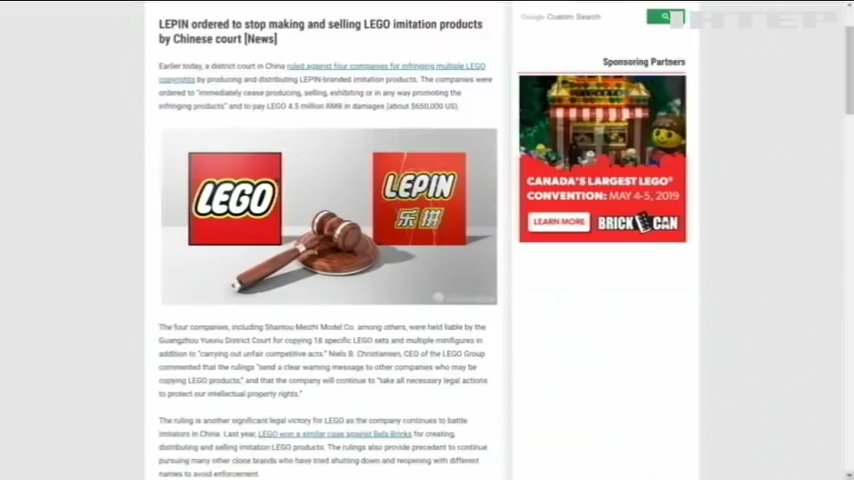 LEPIN ordered to stop making and selling LEGO imitation products
by Chinese court [News]
Earlier today, a district court in China ruled against four companies for infringing multiple LEGO
copyrights by producing and distributing LEPIN-branded imitation products. The companies were
ordered to "immediately cease producing, selling, exhibiting or in any way promoting the
infringing products" and to pay LEGO 4.5 million RMB in damages (about $650,000 US).
LEGO
LEPIN
乐拼
The four companies, including Shantou Meizhi Model Co. among others, were held liable by the
Guangzhou Yuexiu District Court for copying 18 specific LEGO sets and multiple minifigures in
addition to "carrying out unfair competitive acts." Niels B. Christiansen, CEO of the LEGO Group
commented that the rulings "send a clear warning message to other companies who may be
copying LEGO products," and that the company will continue to "take all necessary legal actions
to protect our intellectual property rights."
The ruling is another significant legal victory for LEGO as the company continues to battle
imitators in China. Last year, LEGO won a similar case against Bela Bricks for creating,
distributing and selling imitation LEGO products. The rulings also provide precedent to continue
pursuing many other clone brands who have tried shutting down and reopening with different
names to avoid enforcement.
Google Custom Search
ІНТЕР
Sponsoring Partners
CANADA'S LARGEST LEGO®
CONVENTION: MAY 4-5, 2019
LEARN MORE
BRICK CAN